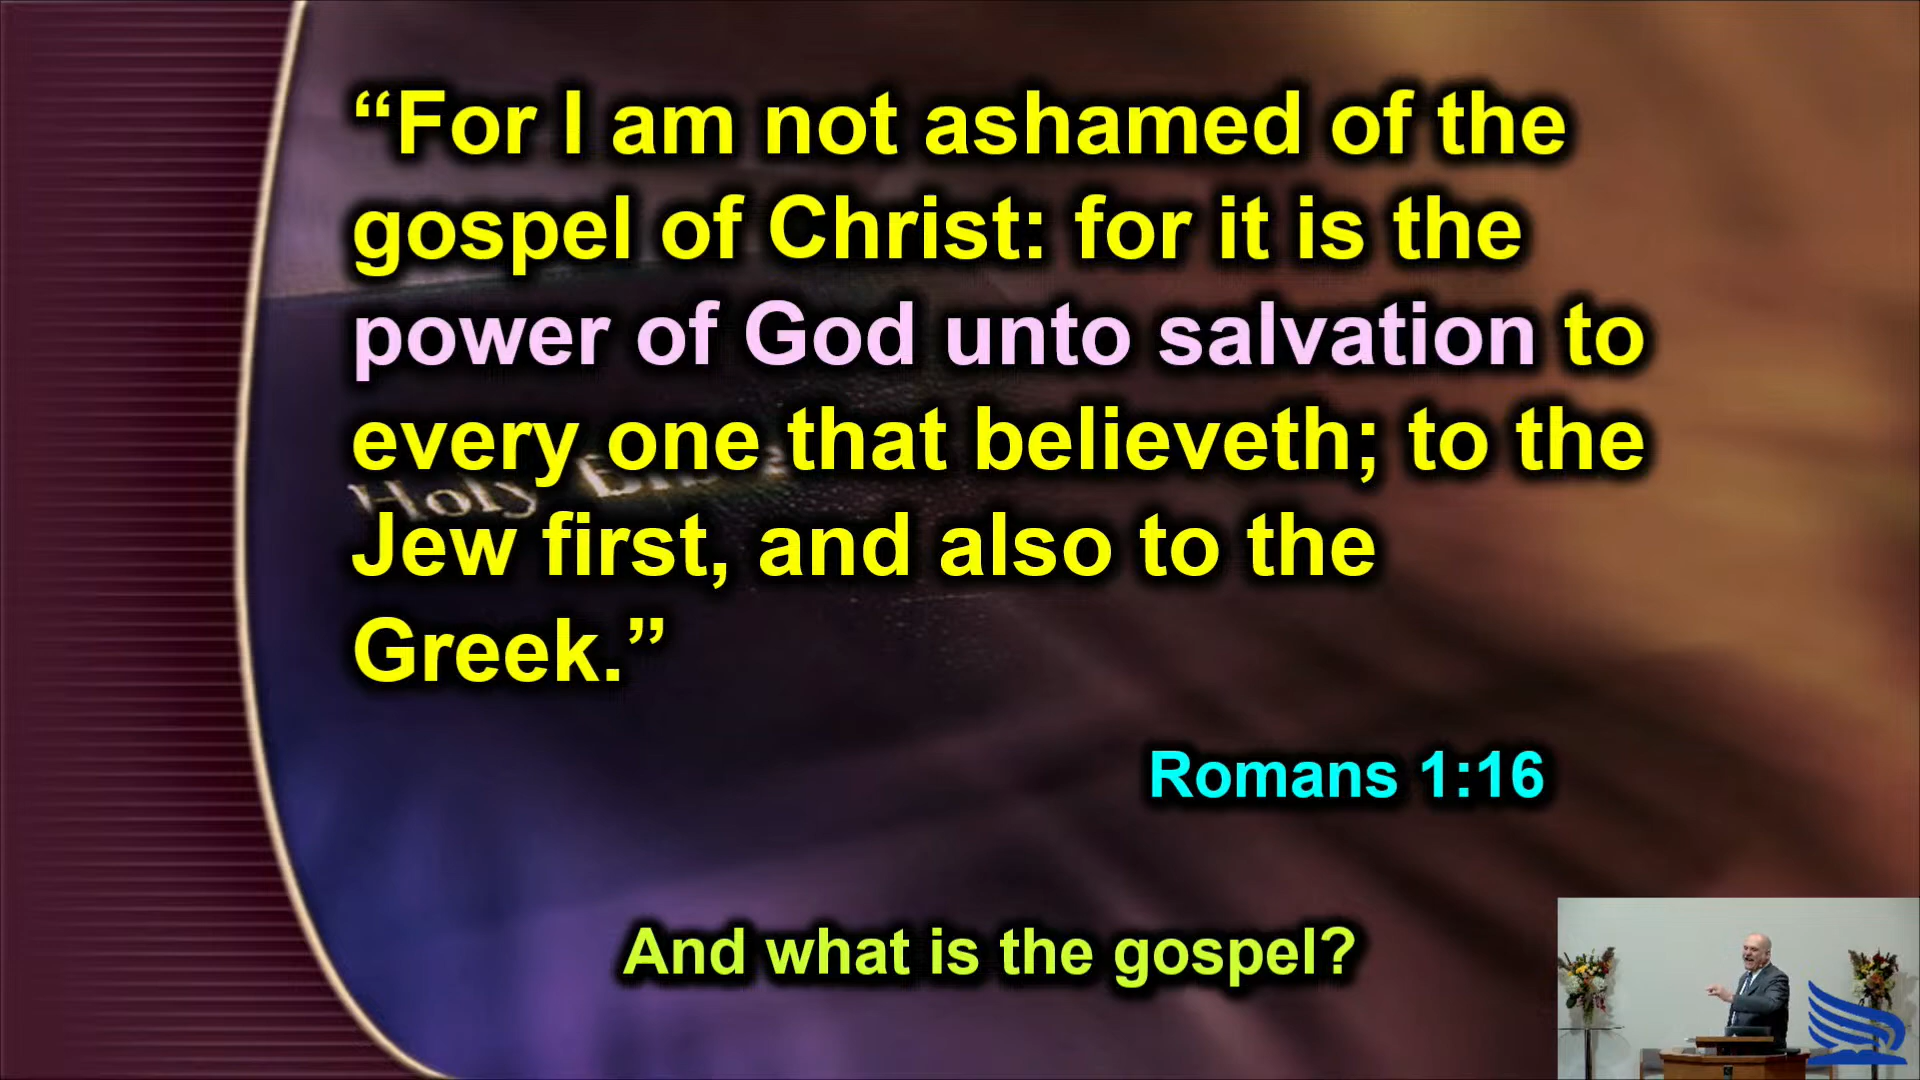 “For I am not ashamed of the
gospel of Christ: for it is the
power of God unto salvation to
every one that believeth; to the
Holy
Jew first, and also to the
Greek.”
Romans 1:16
And what is the gospel?